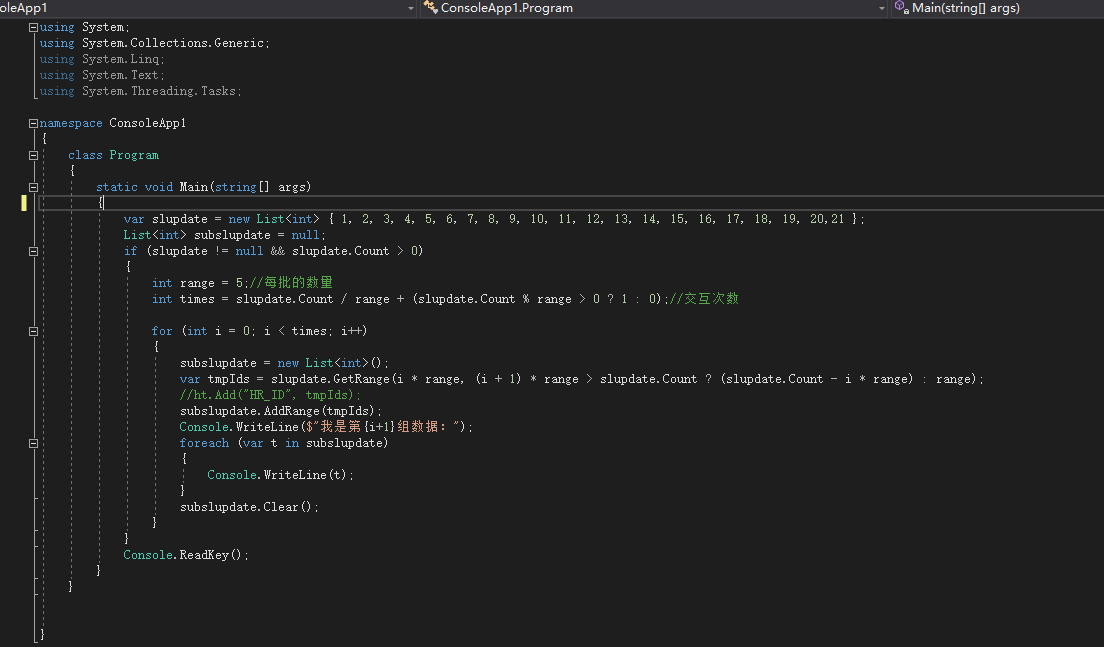 oleApp1
ConsoleApp1.Program
Main(string[] args)
using System;
using System.Collections.Generic;
using System.Linq;
using System.Text;
using System.Threading.Tasks;
namespace ConsoleApp1
{
class Program
{
static void Main(string[] args)
{
var slupdate = new List<int> { 1, 2, 3, 4, 5, 6, 7, 8, 9, 10, 11, 12, 13, 14, 15, 16, 17, 18, 19, 20,21 };
List<int> subslupdate = null;
if (slupdate != null && slupdate.Count > 0)
{
int range = 5;//每批的数量
int times = slupdate.Count / range + (slupdate.Count % range > 0 ? 1 : 0);//交互次数
for (int i = 0; i < times; i++)
{
subslupdate = new List<int>();
var tmpIds = slupdate.GetRange(i * range, (i + 1) * range > slupdate.Count ? (slupdate.Count - i * range) : range);
//ht.Add("HR_ID", tmpIds);
subslupdate.AddRange(tmpIds);
Console.WriteLine($"我是第{i+1}组数据：");
foreach (var t in subslupdate)
{
Console.WriteLine(t);
}
subslupdate.Clear();
}
}
Console.ReadKey();
}
}
}